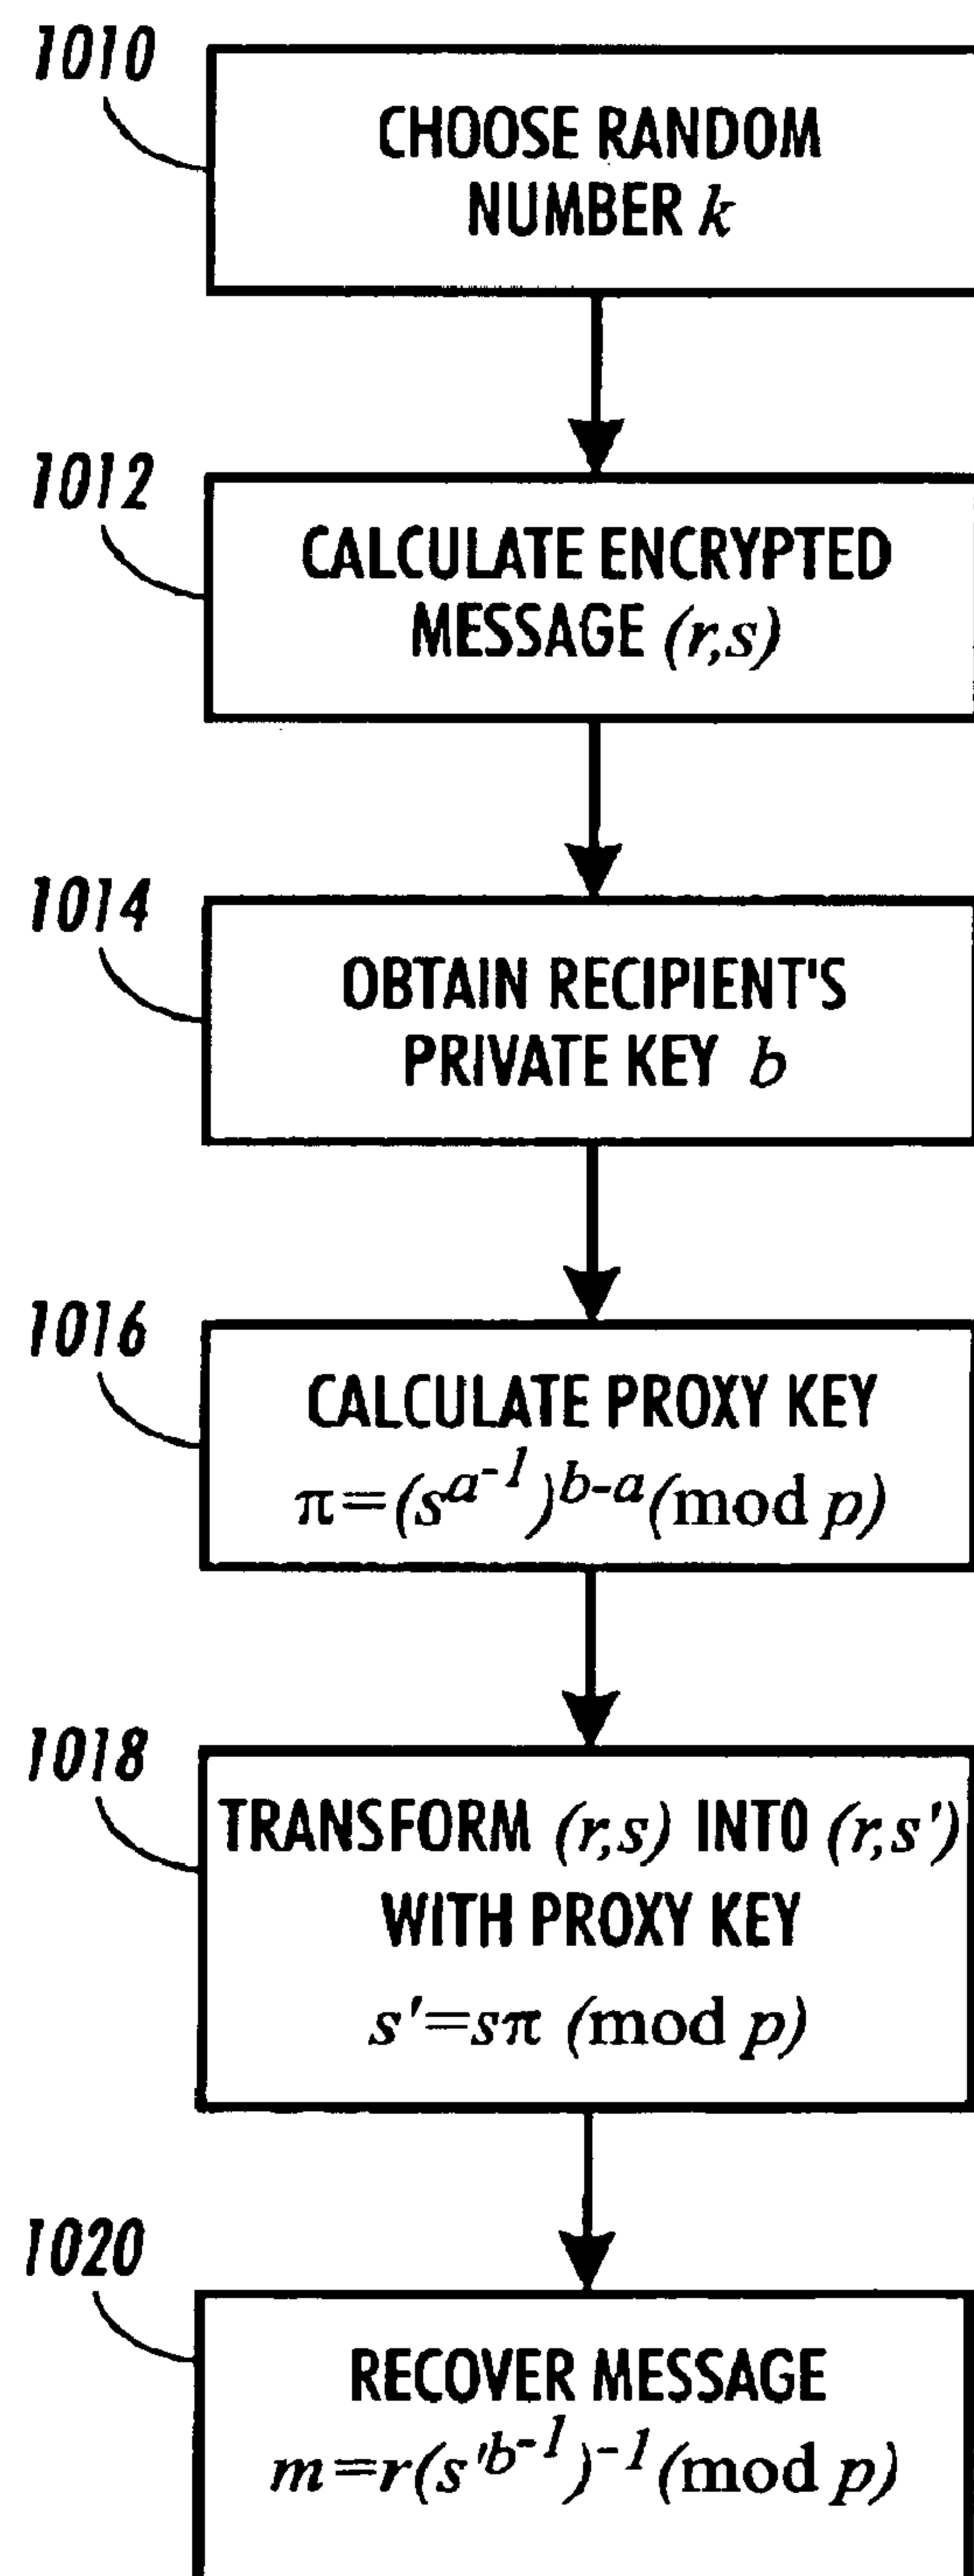 1010
CHOOSE RANDOM
NUMBER k
1012
CALCULATE ENCRYPTED
MESSAGE (r,s)
1014
OBTAIN RECIPIENT'S
PRIVATE KEY b
1016
CALCULATE PROXY KEY
π=(s^{a^{-1}})^{b-a}(mod p)
1018
TRANSFORM (r,s) INTO (r,s')
WITH PROXY KEY
s'=sπ (mod p)
1020
RECOVER MESSAGE
m=r(s'^{b^{-1}})^{-1}(mod p)